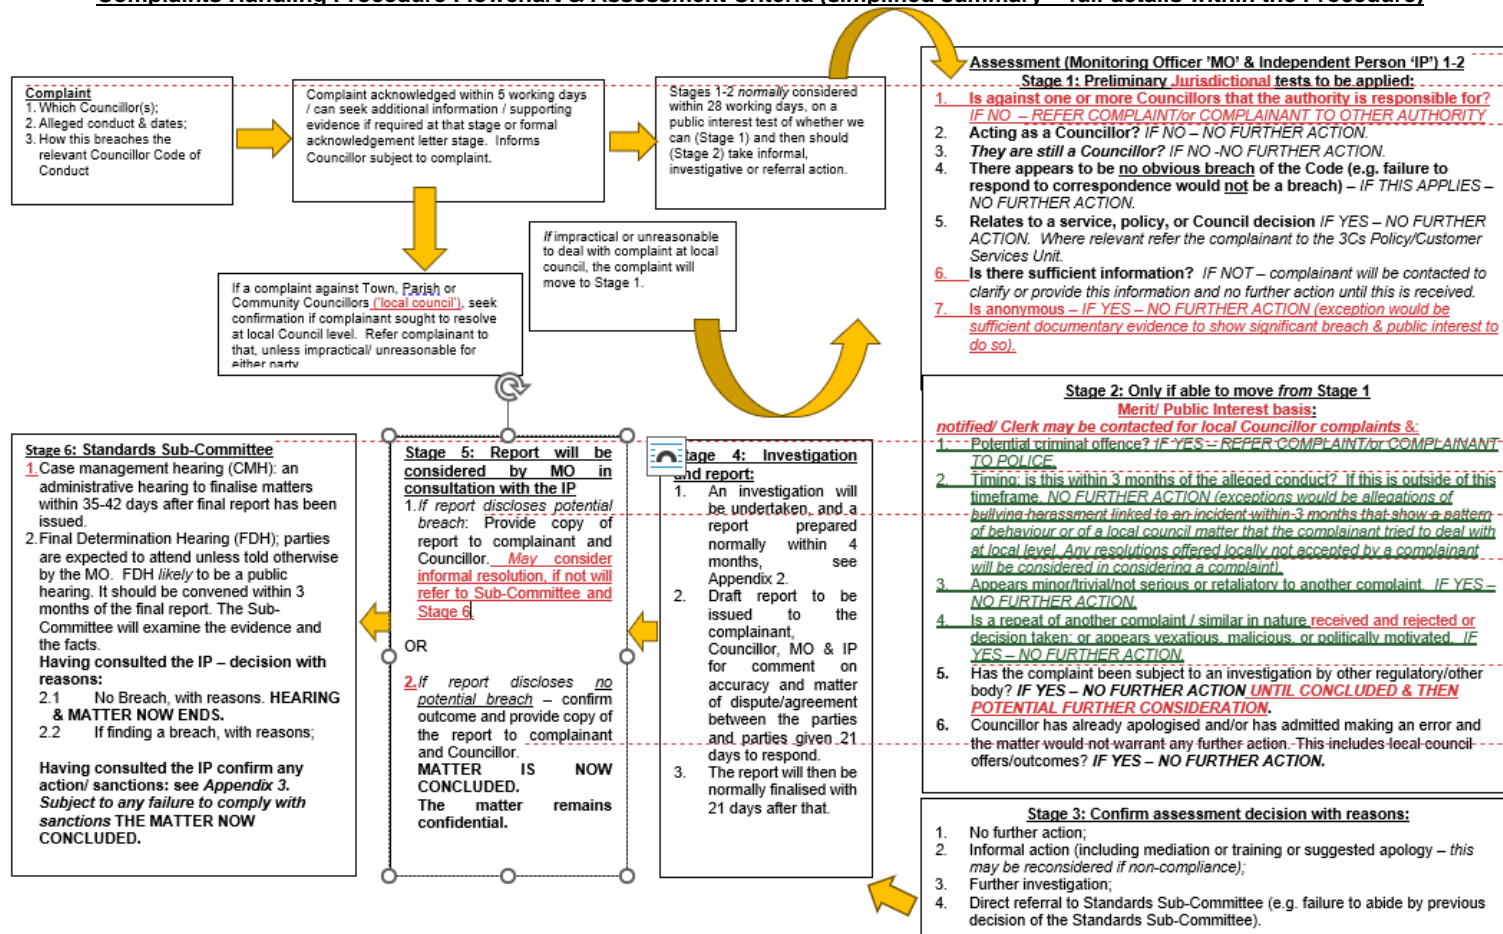 Complaints Handling Procedure Flowchart & Assessment Criteria (simplified summary – full details within the Procedure)
Complaint
1. Which Councillor(s);
2. Alleged conduct & dates;
3. How this breaches the
relevant Councillor Code of
Conduct
Complaint acknowledged within 5 working days
/ can seek additional information / supporting
evidence if required at that stage or formal
acknowledgement letter stage. Informs
Councillor subject to complaint.
Stages 1-2 normally considered
within 28 working days, on a
public interest test of whether we
can (Stage 1) and then should
(Stage 2) take informal,
investigative or referral action.
If a complaint against Town, Parish or
Community Councillors ('local council'), seek
confirmation if complainant sought to resolve
at local Council level. Refer complainant to
that, unless impractical/ unreasonable for
either party
If impractical or unreasonable
to deal with complaint at local
council, the complaint will
move to Stage 1.
Assessment (Monitoring Officer 'MO' & Independent Person 'IP') 1-2
Stage 1: Preliminary Jurisdictional tests to be applied:
1. Is against one or more Councillors that the authority is responsible for?
IF NO – REFER COMPLAINT/or COMPLAINANT TO OTHER AUTHORITY
2. Acting as a Councillor? IF NO – NO FURTHER ACTION.
3. They are still a Councillor? IF NO -NO FURTHER ACTION.
4. There appears to be no obvious breach of the Code (e.g. failure to
respond to correspondence would not be a breach) – IF THIS APPLIES –
NO FURTHER ACTION.
5. Relates to a service, policy, or Council decision IF YES – NO FURTHER
ACTION. Where relevant refer the complainant to the 3Cs Policy/Customer
Services Unit.
6. Is there sufficient information? IF NOT – complainant will be contacted to
clarify or provide this information and no further action until this is received.
7. Is anonymous – IF YES – NO FURTHER ACTION (exception would be
sufficient documentary evidence to show significant breach & public interest to
do so).
Stage 2: Only if able to move from Stage 1
Merit/ Public Interest basis:
notified/ Clerk may be contacted for local Councillor complaints &:
1. Potential criminal offence? IF YES – REFER COMPLAINT/or COMPLAINANT
TO POLICE.
2. Timing: is this within 3 months of the alleged conduct? If this is outside of this
timeframe, NO FURTHER ACTION (exceptions would be allegations of
bullying harassment linked to an incident within 3 months that show a pattern
of behaviour or of a local council matter that the complainant tried to deal with
at local level. Any resolutions offered locally not accepted by a complainant
will be considered in considering a complaint).
3. Appears minor/trivial/not serious or retaliatory to another complaint. IF YES –
NO FURTHER ACTION.
4. Is a repeat of another complaint / similar in nature received and rejected or
decision taken; or appears vexatious, malicious, or politically motivated. IF
YES – NO FURTHER ACTION.
5. Has the complaint been subject to an investigation by other regulatory/other
body? IF YES – NO FURTHER ACTION UNTIL CONCLUDED & THEN
POTENTIAL FURTHER CONSIDERATION.
6. Councillor has already apologised and/or has admitted making an error and
the matter would not warrant any further action. This includes local council
offers/outcomes? IF YES – NO FURTHER ACTION.
Stage 3: Confirm assessment decision with reasons:
1. No further action;
2. Informal action (including mediation or training or suggested apology – this
may be reconsidered if non-compliance);
3. Further investigation;
4. Direct referral to Standards Sub-Committee (e.g. failure to abide by previous
decision of the Standards Sub-Committee).
Stage 4: Investigation
and report:
1. An investigation will
be undertaken, and a
report prepared
normally within 4
months, see
Appendix 2.
2. Draft report to be
issued to the
complainant,
Councillor, MO & IP
for comment on
accuracy and matter
of dispute/agreement
between the parties
and parties given 21
days to respond.
3. The report will then be
normally finalised with
21 days after that.
Stage 5: Report will be
considered by MO in
consultation with the IP
1.If report discloses potential
breach: Provide copy of
report to complainant and
Councillor. May consider
informal resolution, if not will
refer to Sub-Committee and
Stage 6
OR
2.If report discloses no
potential breach – confirm
outcome and provide copy of
the report to complainant
and Councillor.
MATTER IS NOW
CONCLUDED.
The matter remains
confidential.
Stage 6: Standards Sub-Committee
1. Case management hearing (CMH): an
administrative hearing to finalise matters
within 35-42 days after final report has been
issued.
2. Final Determination Hearing (FDH); parties
are expected to attend unless told otherwise
by the MO. FDH likely to be a public
hearing. It should be convened within 3
months of the final report. The Sub-
Committee will examine the evidence and
the facts.
Having consulted the IP – decision with
reasons:
2.1 No Breach, with reasons. HEARING
& MATTER NOW ENDS.
2.2 If finding a breach, with reasons;
Having consulted the IP confirm any
action/ sanctions: see Appendix 3.
Subject to any failure to comply with
sanctions THE MATTER NOW
CONCLUDED.